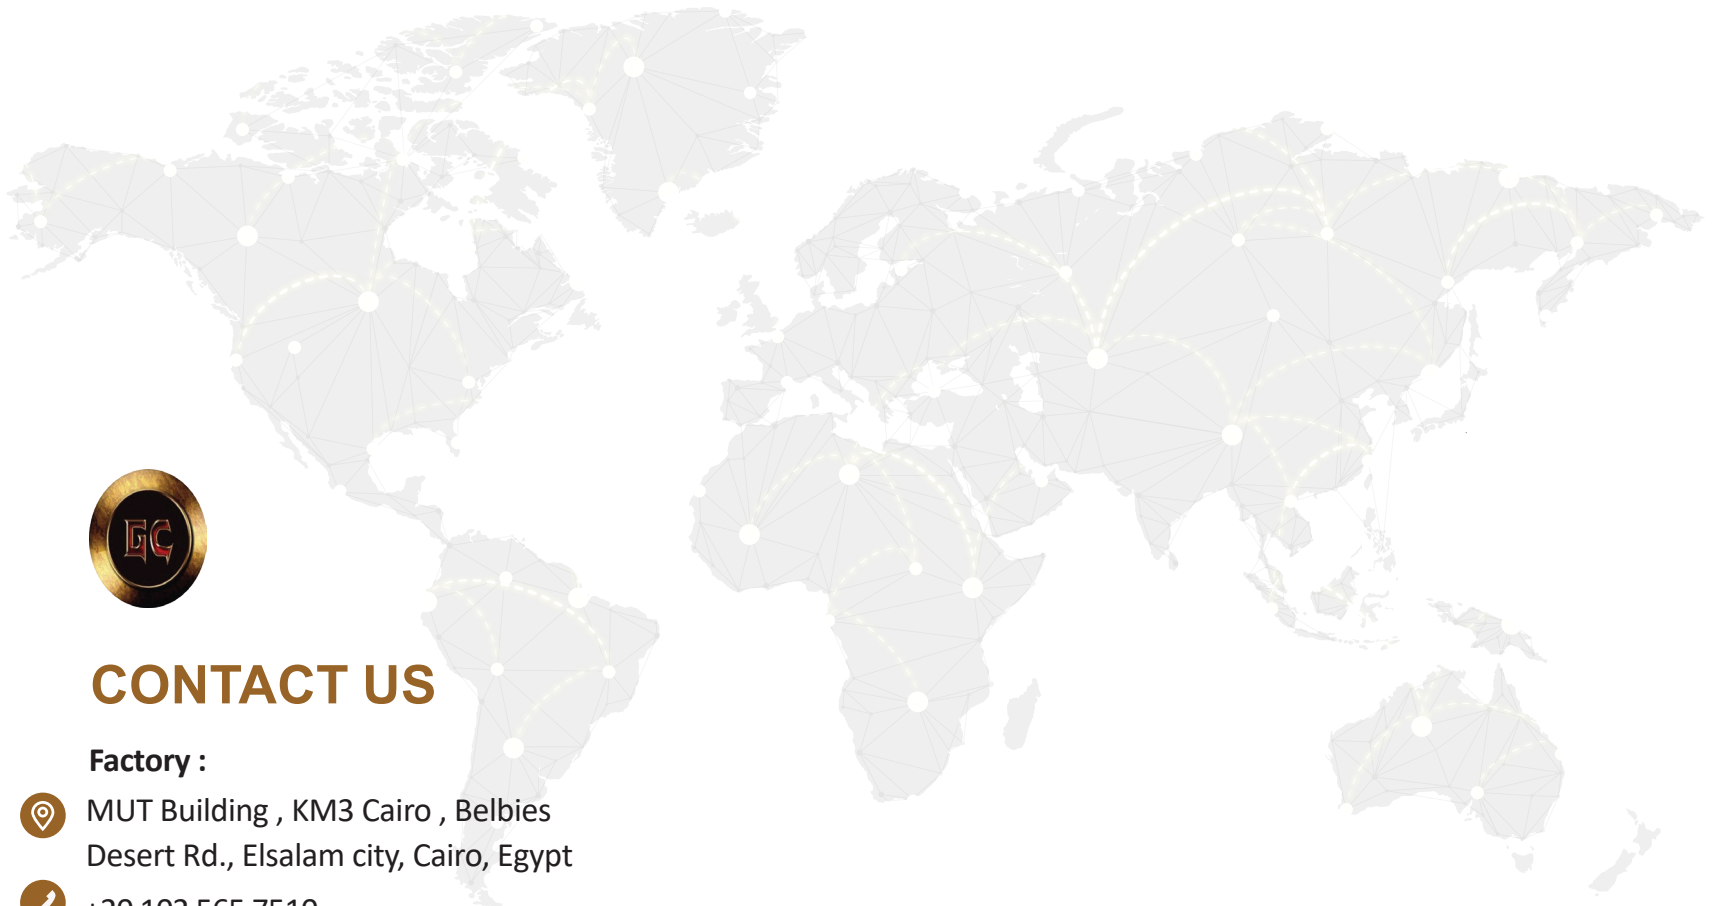 GC
CONTACT US
Factory :
MUT Building , KM3 Cairo , Belbies
Desert Rd., Elsalam city, Cairo, Egypt